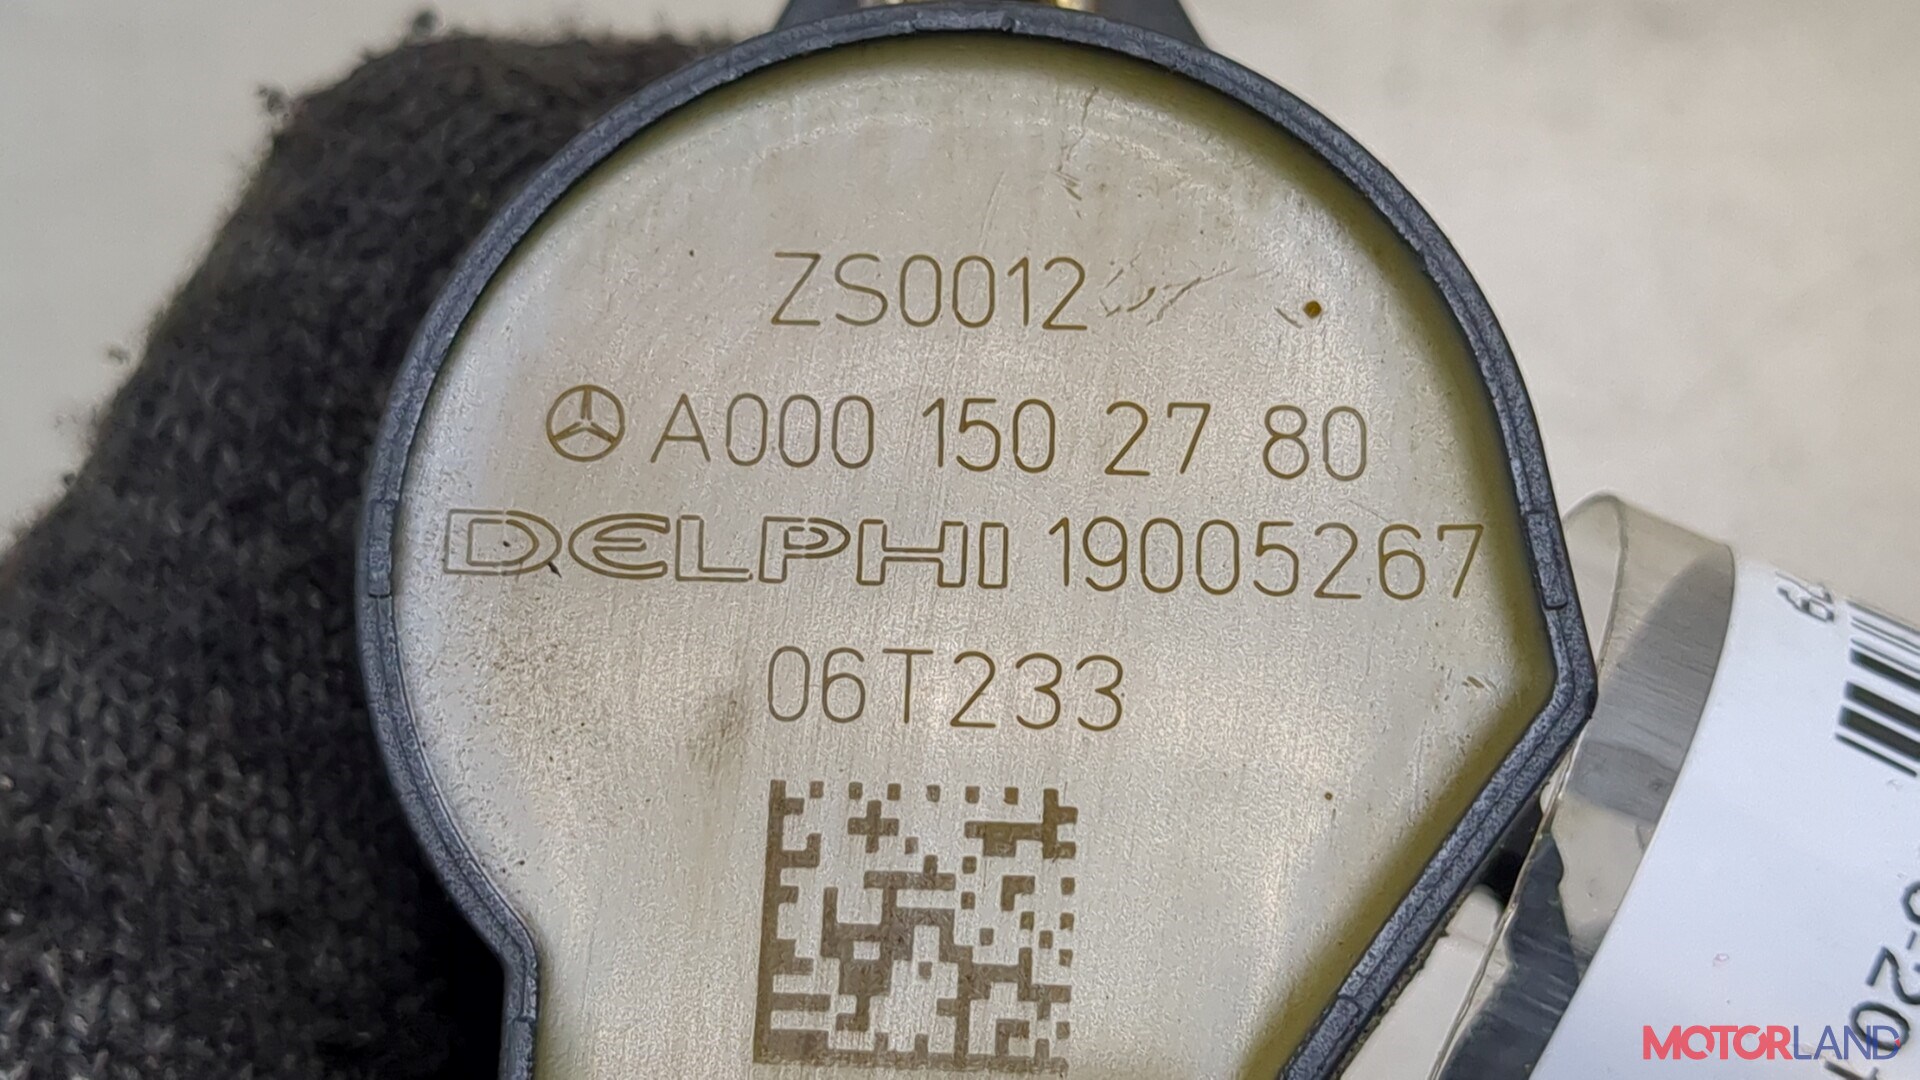 ZS0012
A000 150 27 80
DELPHI 19005267
06T233
MOTORLAND